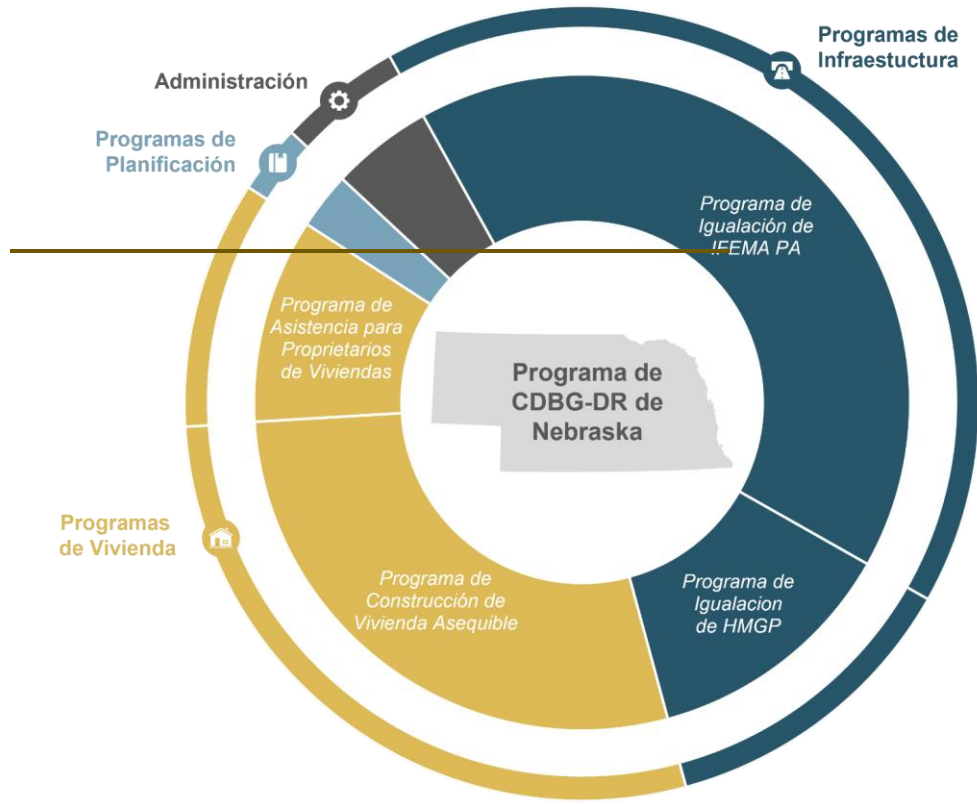 Programas de
Infraestuctura
Administración
Programas de
Planificación
Programa de
Igualación de
IFEMA PA
Programa de
Asistencia para
Proprietarios
de Viviendas
Programa de
CDBG-DR de
Nebraska
Programas
de Vivienda
Programa de
Construcción de
Vivienda Asequible
Programa de
Igualacion
de HMGP